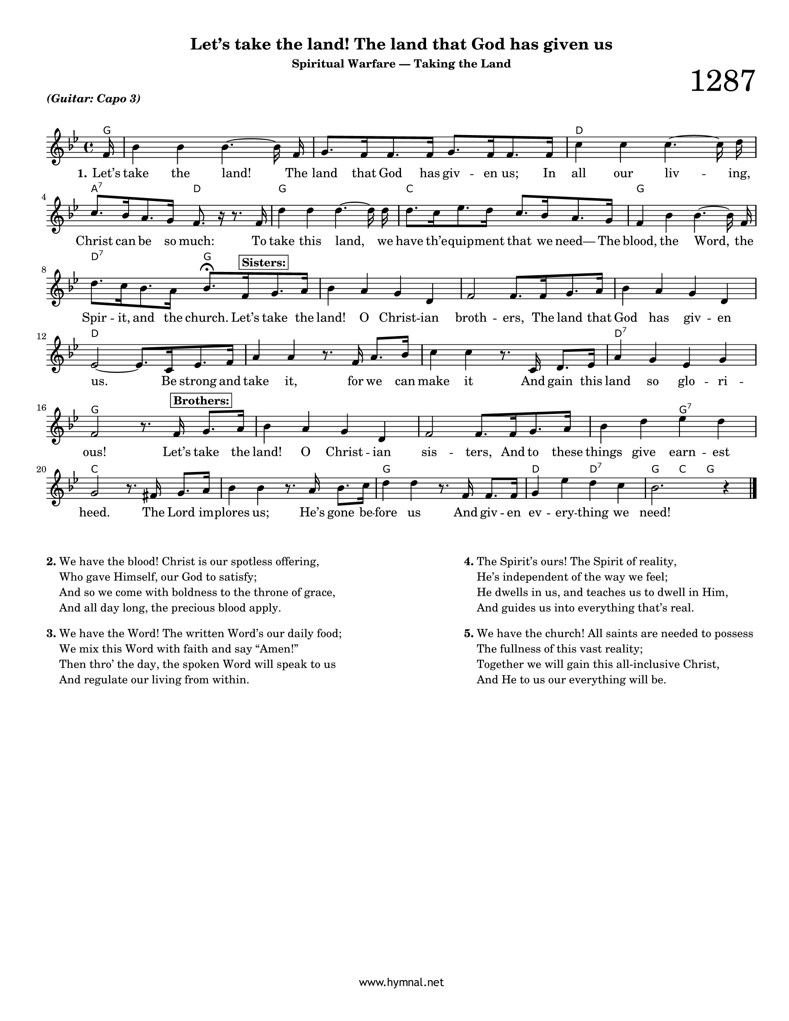 Let's take the land! The land that God has given us
Spiritual Warfare — Taking the Land
1287
(Guitar: Capo 3)
G D
1. Let's take the land! The land that God has giv - en us; In all our liv - ing,
4 A7 D G C G
Christ can be so much: To take this land, we have th'equipment that we need— The blood, the Word, the
8 D7 G Sisters:
Spir - it, and the church. Let's take the land! O Christ-ian broth - ers, The land that God has giv - en
12 D D7
us. Be strong and take it, for we can make it And gain this land so glo - ri -
16 G Brothers: G7
ous! Let's take the land! O Christ - ian sis - ters, And to these things give earn - est
20 C G D D7 G C G
heed. The Lord implores us; He's gone before us And giv - en ev - ery-thing we need!
2. We have the blood! Christ is our spotless offering,
Who gave Himself, our God to satisfy;
And so we come with boldness to the throne of grace,
And all day long, the precious blood apply.
3. We have the Word! The written Word's our daily food;
We mix this Word with faith and say “Amen!”
Then thro' the day, the spoken Word will speak to us
And regulate our living from within.
4. The Spirit's ours! The Spirit of reality,
He's independent of the way we feel;
He dwells in us, and teaches us to dwell in Him,
And guides us into everything that's real.
5. We have the church! All saints are needed to possess
The fullness of this vast reality;
Together we will gain this all-inclusive Christ,
And He to us our everything will be.
www.hymnal.net